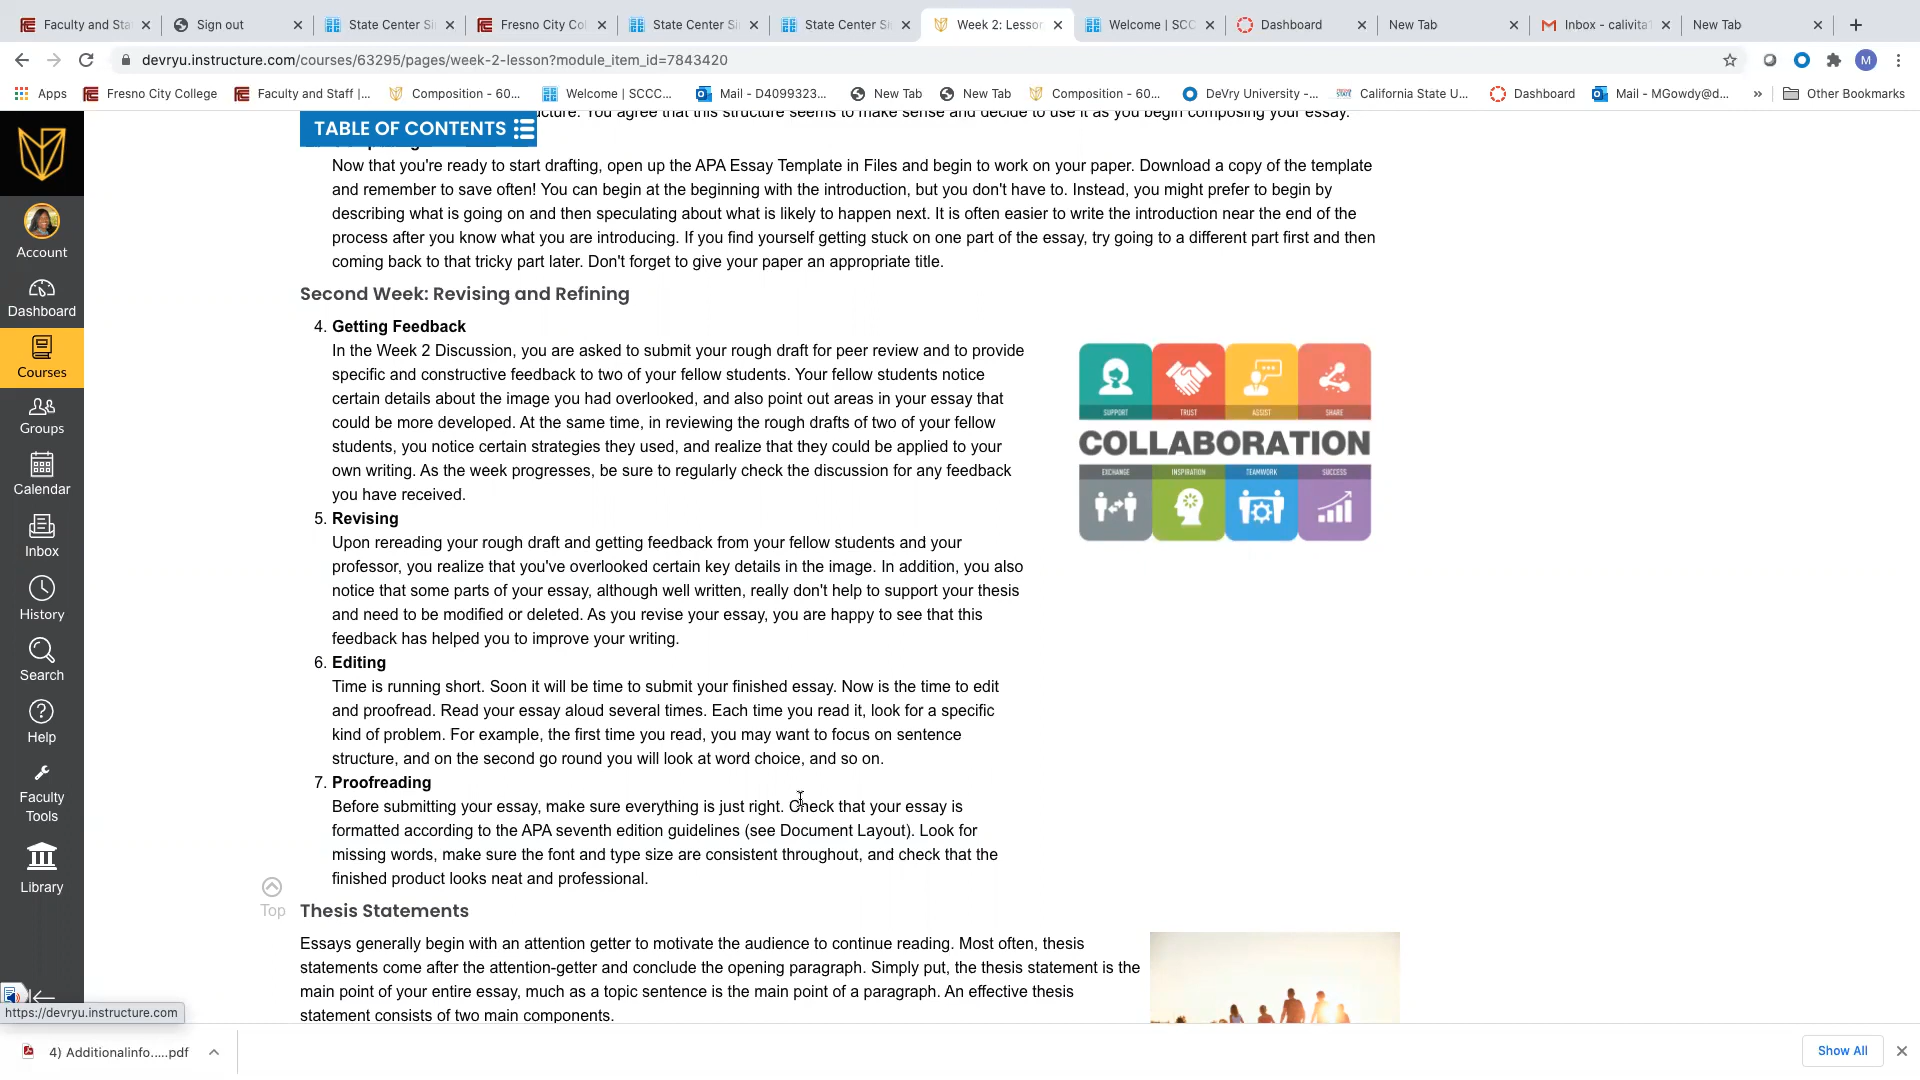 Faculty and Sta
Sign out
State Center Si
Fresno City Col
State Center Si
State Center Si
Week 2: Lesson
Welcome | SCC
Dashboard
New Tab
Inbox - calivita
New Tab
devryu.instructure.com/courses/63295/pages/week-2-lesson?module_item_id=7843420
M
Apps
Fresno City College
Faculty and Staff |...
Composition - 60...
Welcome | SCCC...
Mail - D4099323...
New Tab
New Tab
Composition - 60...
DeVry University -...
California State U...
Dashboard
Mail - MGowdy@d...
»
Other Bookmarks
TABLE OF CONTENTS
ucture. You agree that this structure seems to make sense and decide to use it as you begin composing your essay.
Now that you're ready to start drafting, open up the APA Essay Template in Files and begin to work on your paper. Download a copy of the template
and remember to save often! You can begin at the beginning with the introduction, but you don't have to. Instead, you might prefer to begin by
describing what is going on and then speculating about what is likely to happen next. It is often easier to write the introduction near the end of the
process after you know what you are introducing. If you find yourself getting stuck on one part of the essay, try going to a different part first and then
coming back to that tricky part later. Don't forget to give your paper an appropriate title.
Second Week: Revising and Refining
4. Getting Feedback
In the Week 2 Discussion, you are asked to submit your rough draft for peer review and to provide
specific and constructive feedback to two of your fellow students. Your fellow students notice
certain details about the image you had overlooked, and also point out areas in your essay that
could be more developed. At the same time, in reviewing the rough drafts of two of your fellow
students, you notice certain strategies they used, and realize that they could be applied to your
own writing. As the week progresses, be sure to regularly check the discussion for any feedback
you have received.
SUPPORT TRUST ASSIST SHARE
COLLABORATION
EXCHANGE INSPIRATION TEAMWORK SUCCESS
5. Revising
Upon rereading your rough draft and getting feedback from your fellow students and your
professor, you realize that you've overlooked certain key details in the image. In addition, you also
notice that some parts of your essay, although well written, really don't help to support your thesis
and need to be modified or deleted. As you revise your essay, you are happy to see that this
feedback has helped you to improve your writing.
6. Editing
Time is running short. Soon it will be time to submit your finished essay. Now is the time to edit
and proofread. Read your essay aloud several times. Each time you read it, look for a specific
kind of problem. For example, the first time you read, you may want to focus on sentence
structure, and on the second go round you will look at word choice, and so on.
7. Proofreading
Before submitting your essay, make sure everything is just right. Check that your essay is
formatted according to the APA seventh edition guidelines (see Document Layout). Look for
missing words, make sure the font and type size are consistent throughout, and check that the
finished product looks neat and professional.
Top
Thesis Statements
Essays generally begin with an attention getter to motivate the audience to continue reading. Most often, thesis
statements come after the attention-getter and conclude the opening paragraph. Simply put, the thesis statement is the
main point of your entire essay, much as a topic sentence is the main point of a paragraph. An effective thesis
statement consists of two main components.
Account
Dashboard
Courses
Groups
Calendar
Inbox
History
Search
Help
Faculty
Tools
Library
https://devryu.instructure.com
4) Additionalinfo.....pdf
Show All